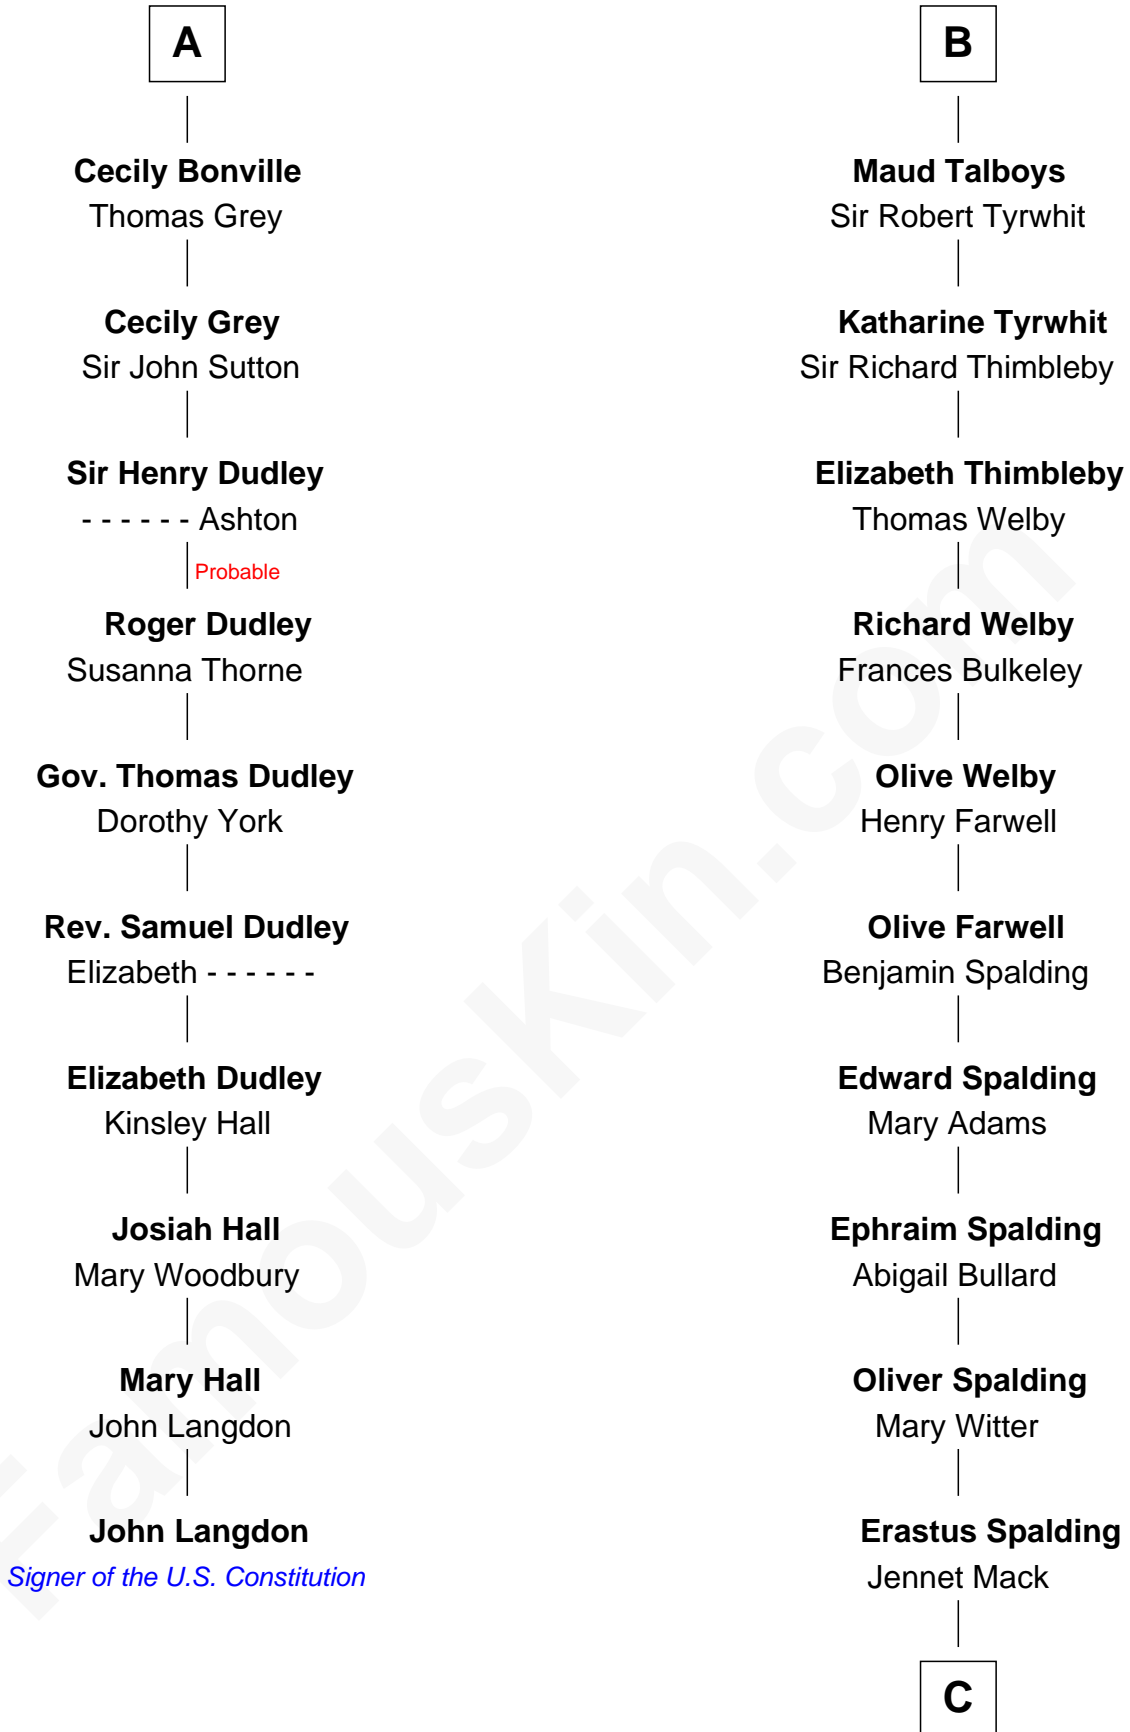 A
Cecily Bonville
Thomas Grey
Cecily Grey
Sir John Sutton
Sir Henry Dudley
- - - - - - Ashton
Probable
Roger Dudley
Susanna Thorne
Gov. Thomas Dudley
Dorothy York
Rev. Samuel Dudley
Elizabeth - - - - - -
Elizabeth Dudley
Kinsley Hall
Josiah Hall
Mary Woodbury
Mary Hall
John Langdon
John Langdon
Signer of the U.S. Constitution
B
Maud Talboys
Sir Robert Tyrwhit
Katharine Tyrwhit
Sir Richard Thimbleby
Elizabeth Thimbleby
Thomas Welby
Richard Welby
Frances Bulkeley
Olive Welby
Henry Farwell
Olive Farwell
Benjamin Spalding
Edward Spalding
Mary Adams
Ephraim Spalding
Abigail Bullard
Oliver Spalding
Mary Witter
Erastus Spalding
Jennet Mack
C
FamousKin.com